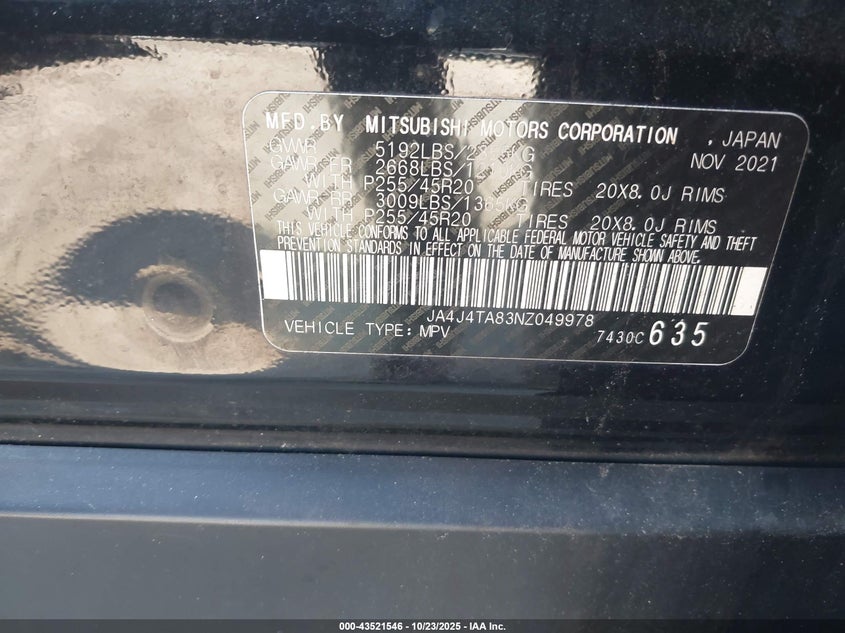 MFD. BY MITSUBISHI MOTORS CORPORATION , JAPAN
GVWR 5192LBS/ NOV 2021
GAWR FR 2668LBS/
WITH P255/45R20 TIRES 20X8.0J RIMS
GAWR RR 3009LBS/1365KG
WITH P255/45R20 TIRES 20X8.0J RIMS
THIS VEHICLE CONFORMS TO ALL APPLICABLE FEDERAL MOTOR VEHICLE SAFETY AND THEFT
PREVENTION STANDARDS IN EFFECT ON THE DATE OF MANUFACTURE SHOWN ABOVE.
JA4J4TA83NZ049978
VEHICLE TYPE: MPV 7430C 635
000-43521546 - 10/23/2025 - IAA Inc.